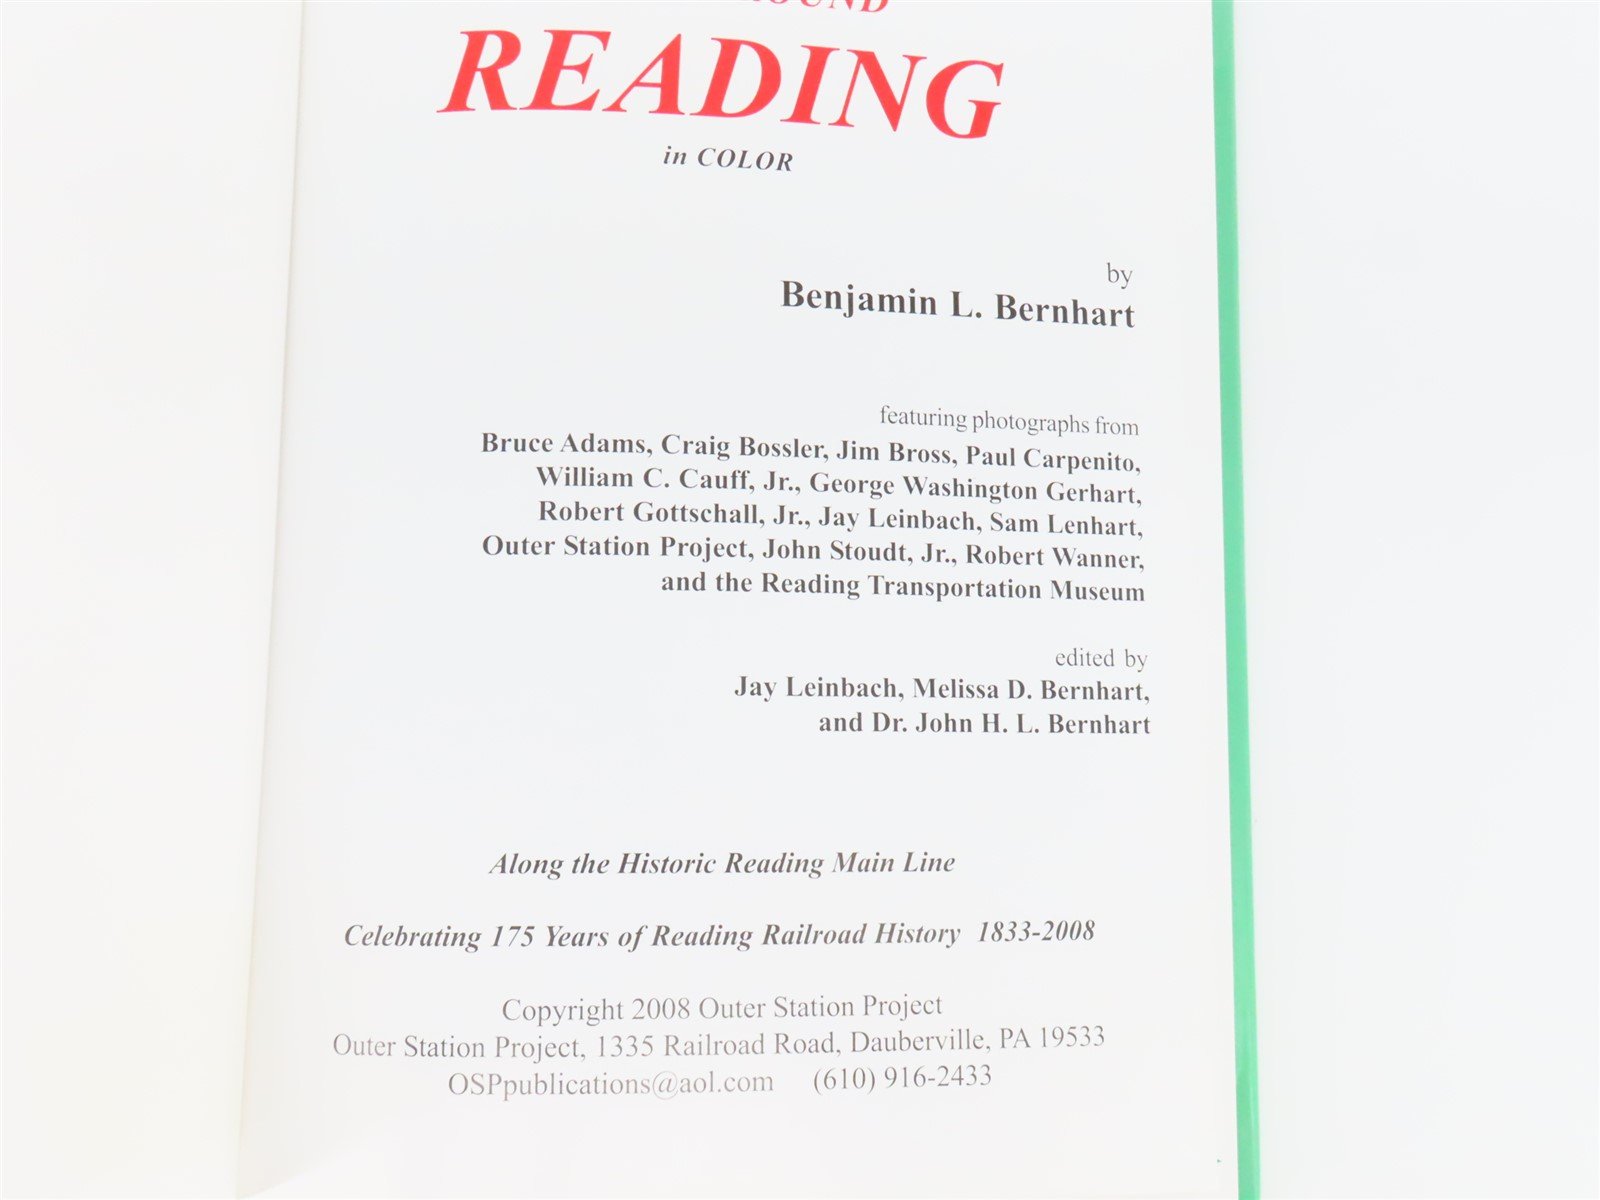 READING
in COLOR
by
Benjamin L. Bernhart
featuring photographs from
Bruce Adams, Craig Bossler, Jim Bross, Paul Carpenito,
William C. Cauff, Jr., George Washington Gerhart,
Robert Gottschall, Jr., Jay Leinbach, Sam Lenhart,
Outer Station Project, John Stoudt, Jr., Robert Wanner,
and the Reading Transportation Museum
edited by
Jay Leinbach, Melissa D. Bernhart,
and Dr. John H. L. Bernhart
Along the Historic Reading Main Line
Celebrating 175 Years of Reading Railroad History 1833-2008
Copyright 2008 Outer Station Project
Outer Station Project, 1335 Railroad Road, Dauberville, PA 19533
OSPpublications@aol.com (610) 916-2433